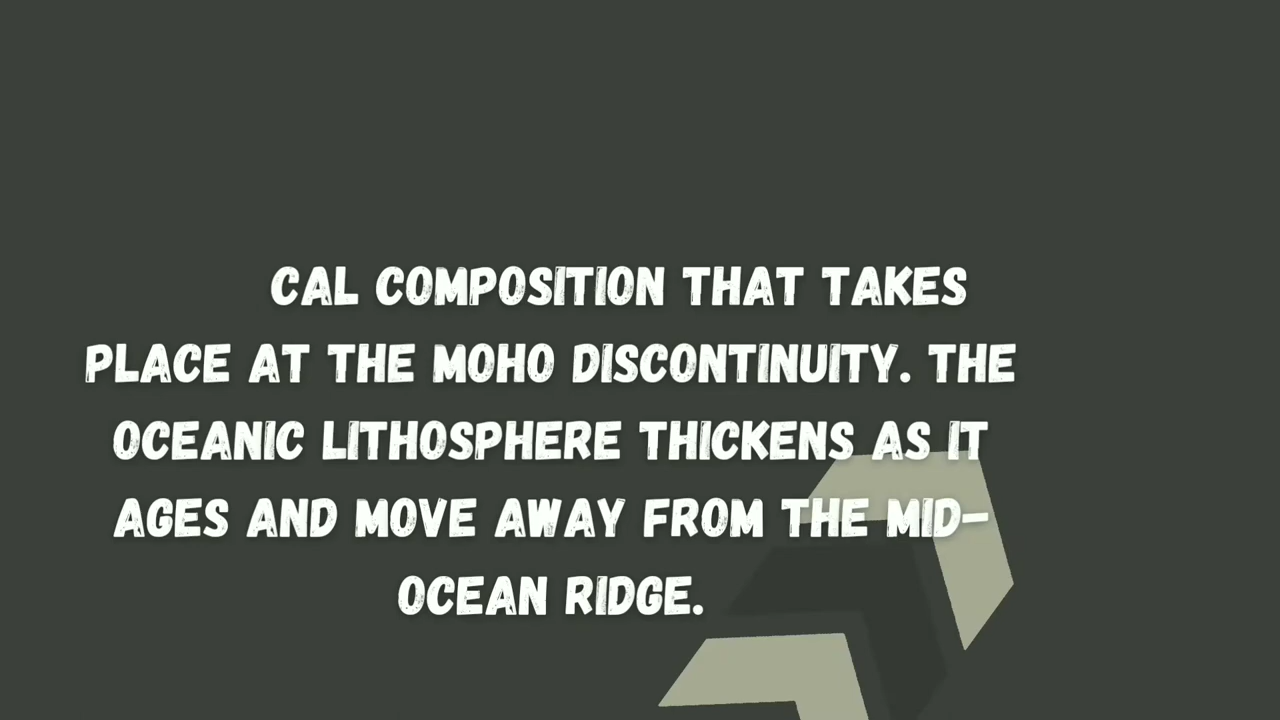 CAL COMPOSITION THAT TAKES
PLACE AT THE MOHO DISCONTINUITY. THE
OCEANIC LITHOSPHERE THICKENS AS IT
AGES AND MOVE AWAY FROM THE MID-
OCEAN RIDGE.